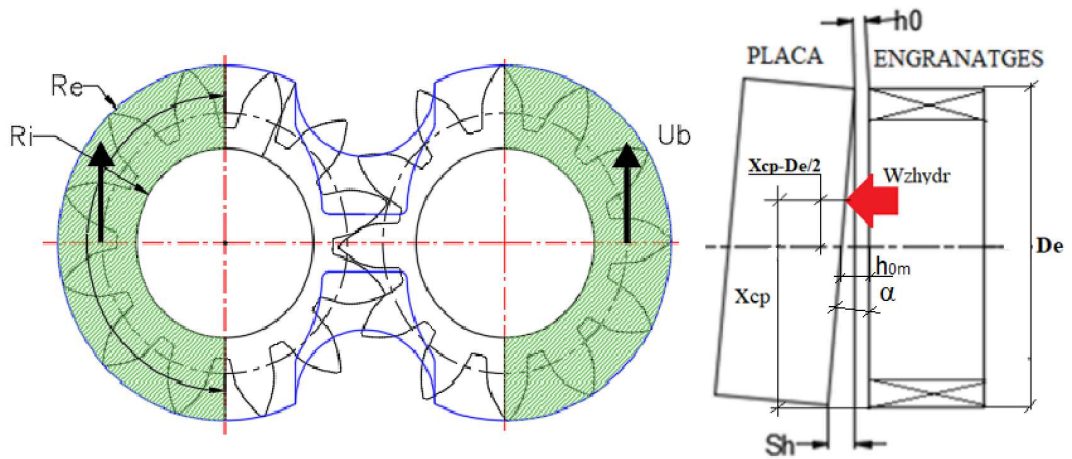 Re
Ri
Ub
h0
PLACA
ENGRANATGES
Xcp-De/2
Wzhydr
De
h0m
Xcp
α
Sh